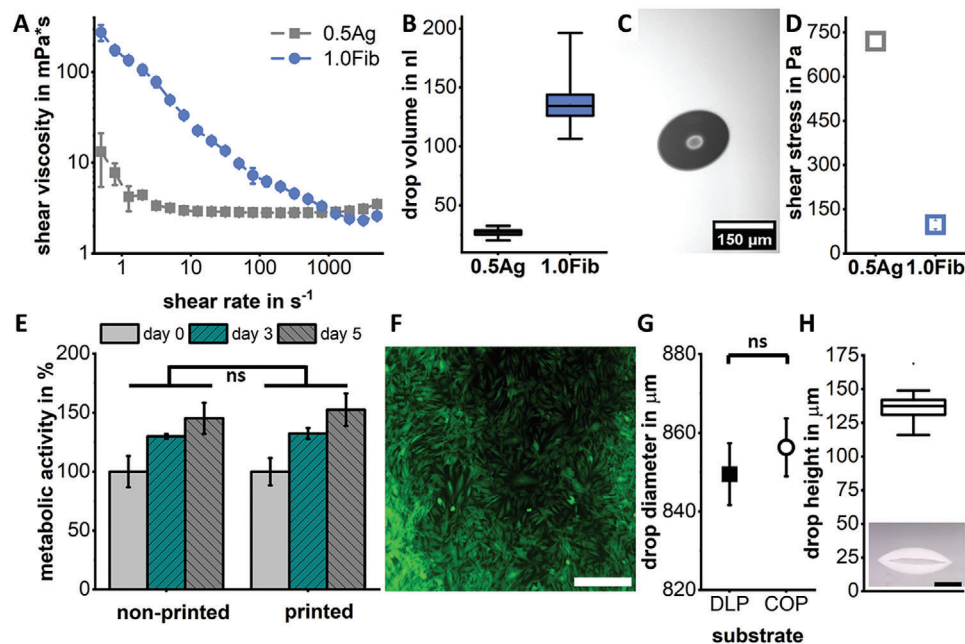 A
shear viscosity in mPa*s
100
10
1
0.5Ag
1.0Fib
1
10
100
1000
shear rate in s⁻¹
B
drop volume in nl
200
150
100
50
0.5Ag
1.0Fib
C
150 µm
D
shear stress in Pa
750
600
450
300
150
0
0.5Ag
1.0Fib
E
day 0
day 3
day 5
metabolic activity in %
200
150
100
50
0
ns
non-printed
printed
F
G
drop diameter in µm
880
860
840
820
ns
DLP
COP
substrate
H
drop height in µm
175
150
125
100
75
50
25
0